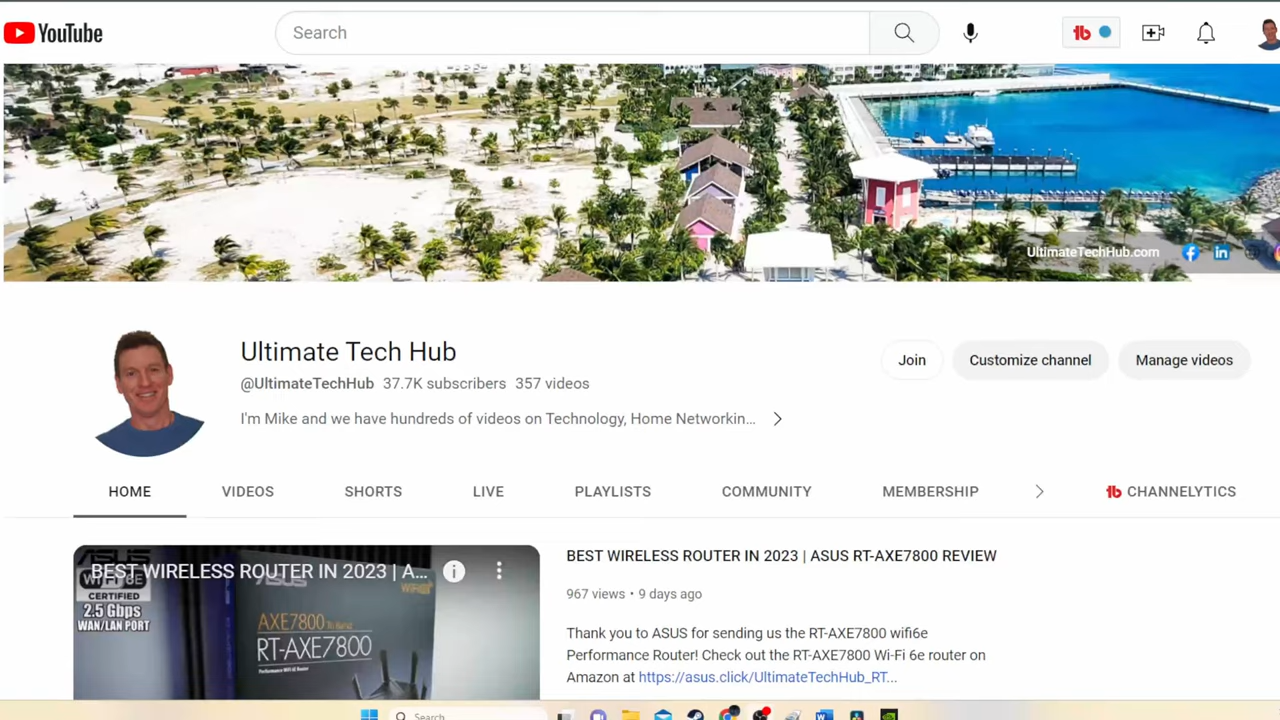 YouTube
Search
UltimateTechHub.com
Ultimate Tech Hub
@UltimateTechHub 37.7K subscribers 357 videos
I'm Mike and we have hundreds of videos on Technology, Home Networkin...
Join
Customize channel
Manage videos
HOME
VIDEOS
SHORTS
LIVE
PLAYLISTS
COMMUNITY
MEMBERSHIP
CHANNELYTICS
BEST WIRELESS ROUTER IN 2023 | A...
ASUS
WiFi 6E
CERTIFIED
2.5 Gbps
WAN/LAN PORT
AXE7800
RT-AXE7800
BEST WIRELESS ROUTER IN 2023 | ASUS RT-AXE7800 REVIEW
967 views • 9 days ago
Thank you to ASUS for sending us the RT-AXE7800 wifi6e
Performance Router! Check out the RT-AXE7800 Wi-Fi 6e router on
Amazon at https://asus.click/UltimateTechHub_RT...
Search